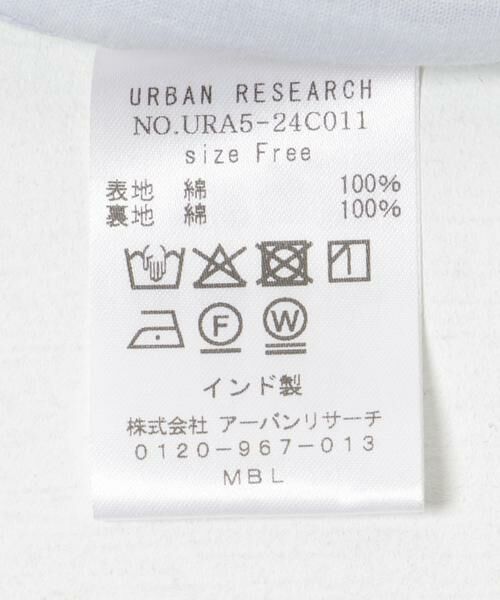 URBAN RESEARCH
NO.URA5-24C011
size Free
表地 綿 100%
裏地 綿 100%
F W
インド製
株式会社 アーバンリサーチ
0120-967-013
MBL